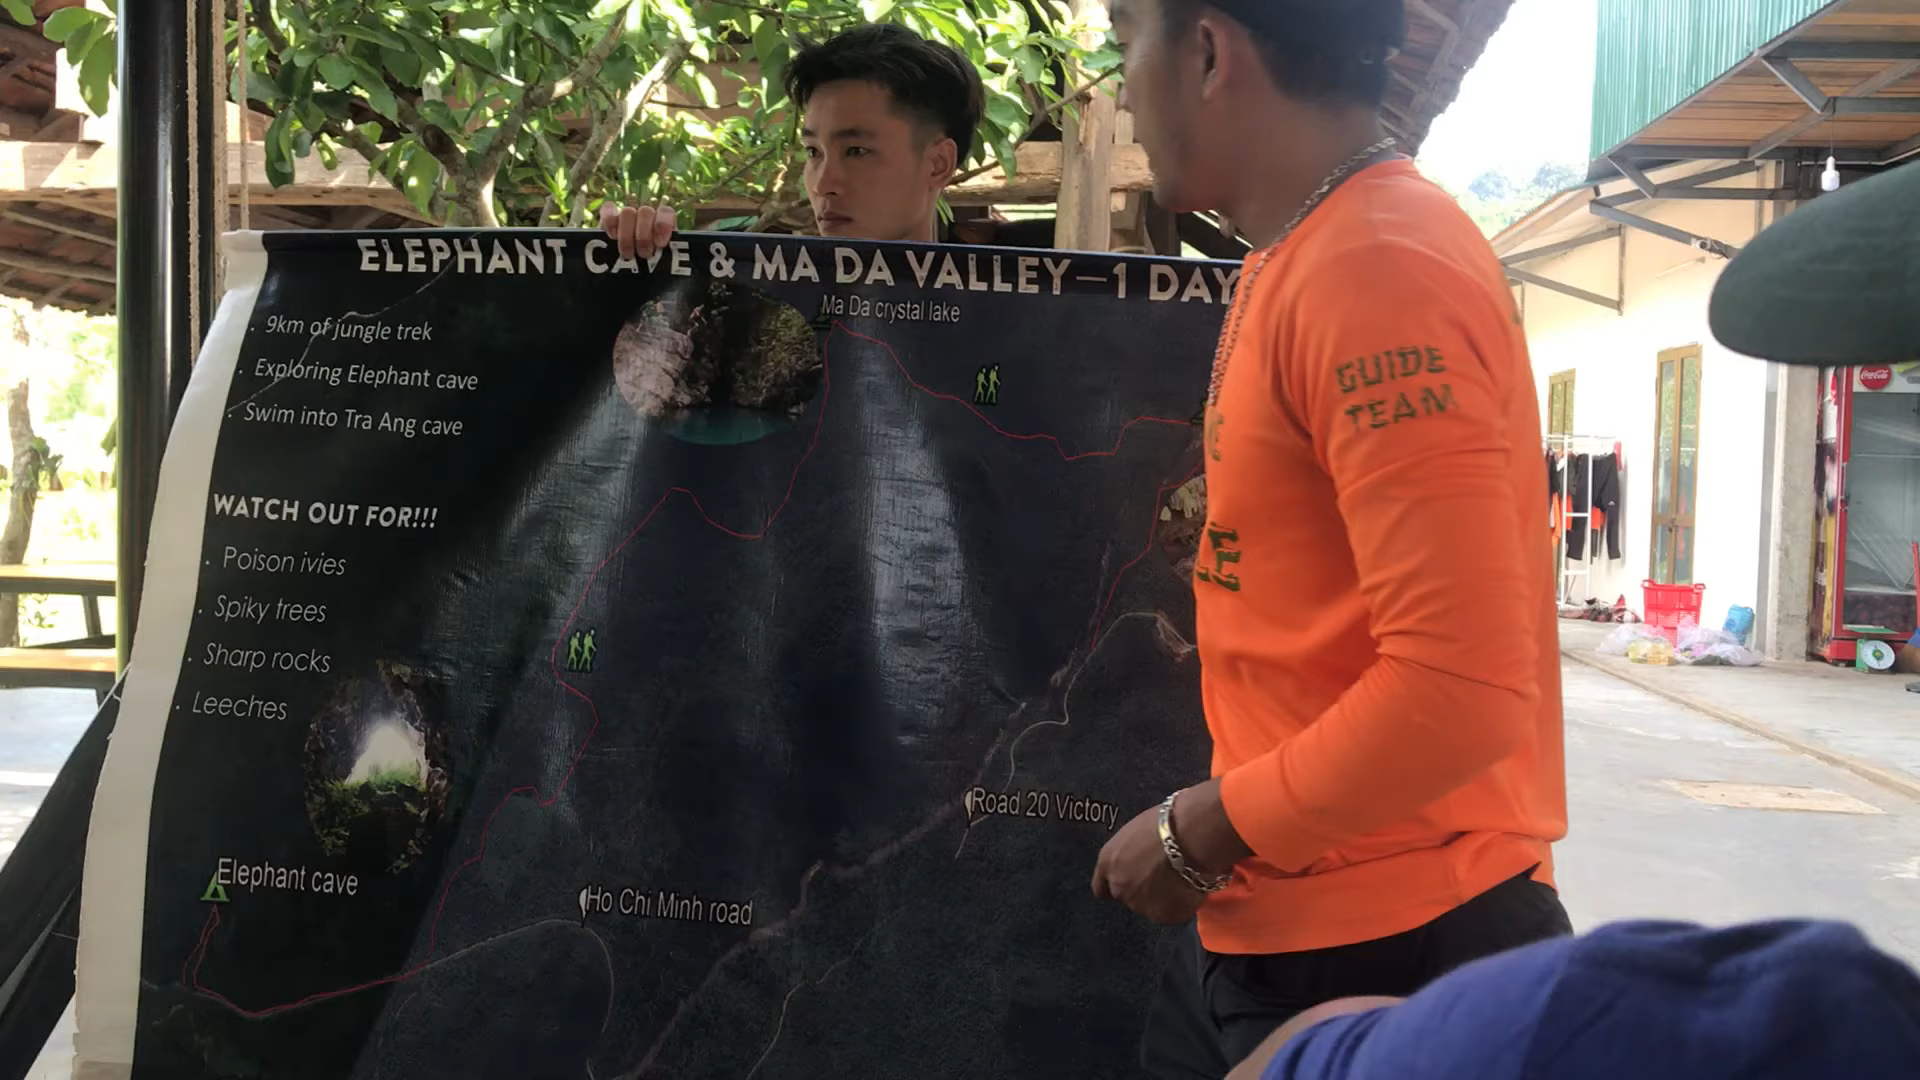 ELEPHANT CAVE & MA DA VALLEY—1 DAY
Ma Da crystal lake
. 9km of jungle trek
. Exploring Elephant cave
. Swim into Tra Ang cave
WATCH OUT FOR!!!
. Poison ivies
. Spiky trees
. Sharp rocks
. Leeches
Elephant cave
Ho Chi Minh road
Road 20 Victory
GUIDE
TEAM
Coca-Cola